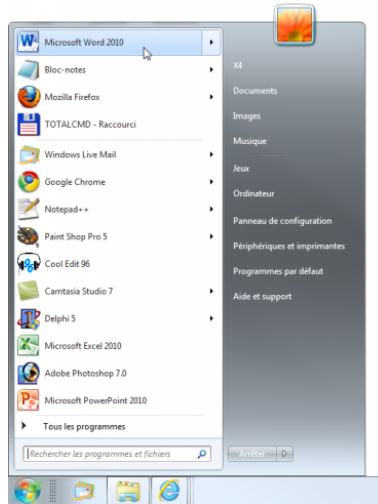 Microsoft Word 2010
Bloc-notes
Mozilla Firefox
TOTALCMD - Raccourci
Windows Live Mail
Google Chrome
Notepad++
Paint Shop Pro 5
Cool Edit 96
Camtasia Studio 7
Delphi 5
Microsoft Excel 2010
Adobe Photoshop 7.0
Microsoft PowerPoint 2010
Tous les programmes
Rechercher les programmes et fichiers
X4
Documents
Images
Musique
Jeux
Ordinateur
Panneau de configuration
Périphériques et imprimantes
Programmes par défaut
Aide et support
Arrêter